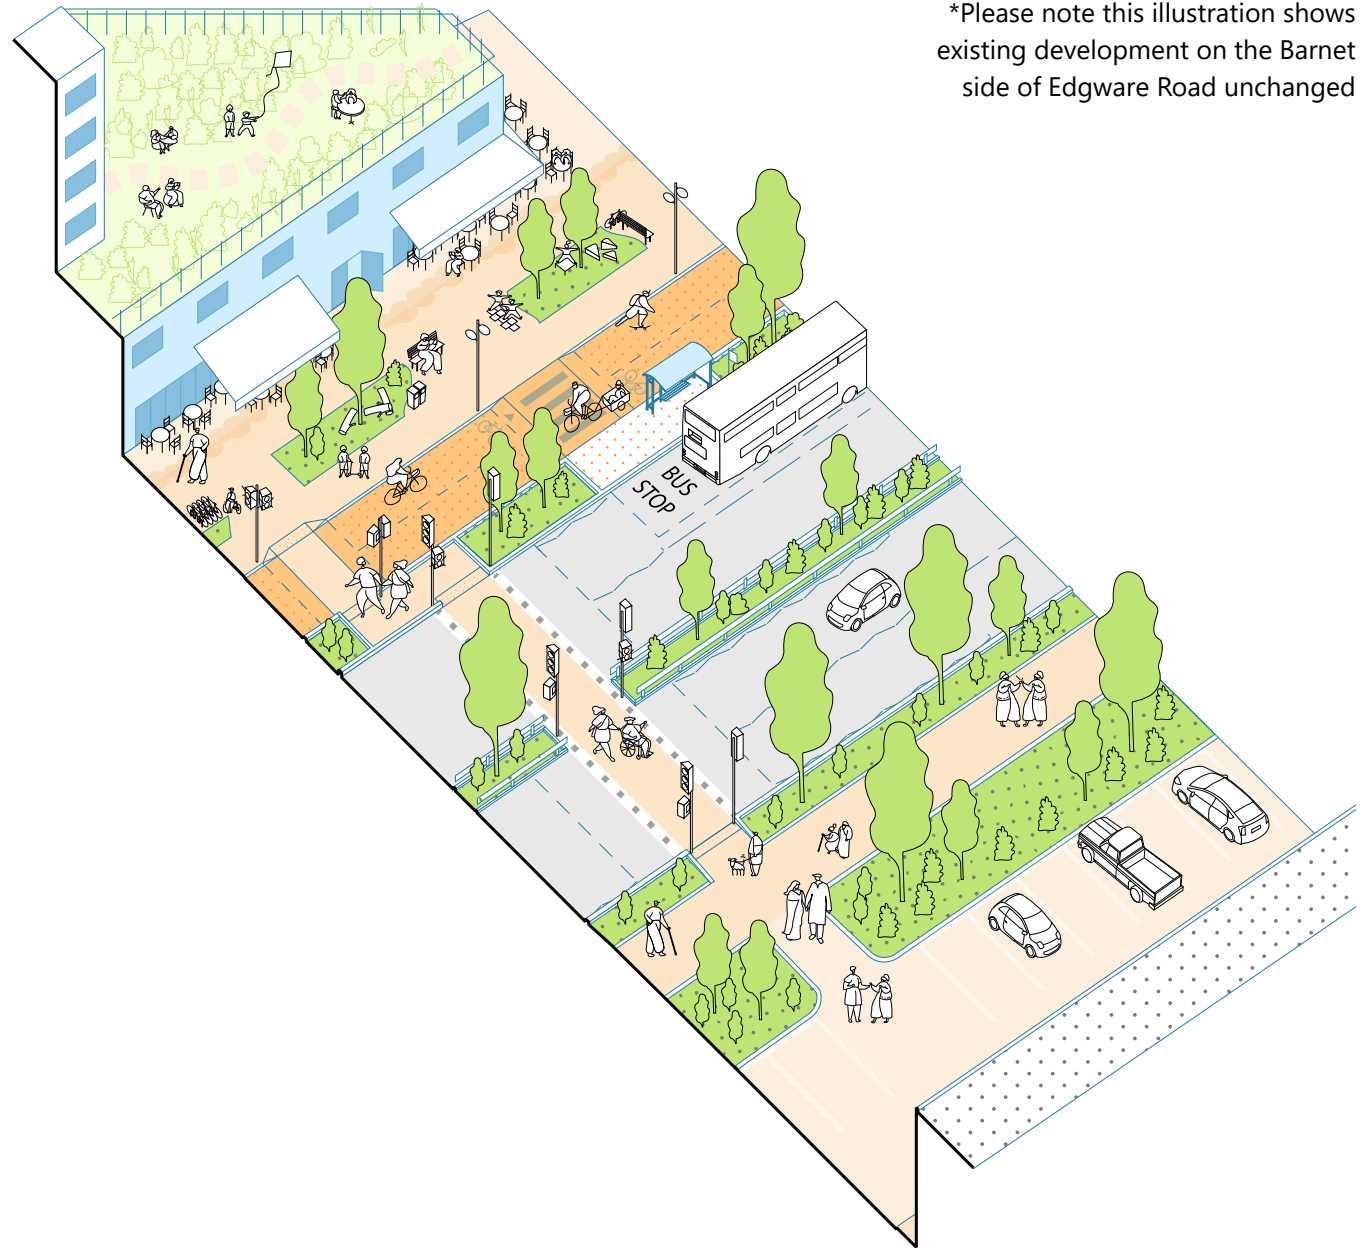 *Please note this illustration shows
existing development on the Barnet
side of Edgware Road unchanged
BUS
STOP